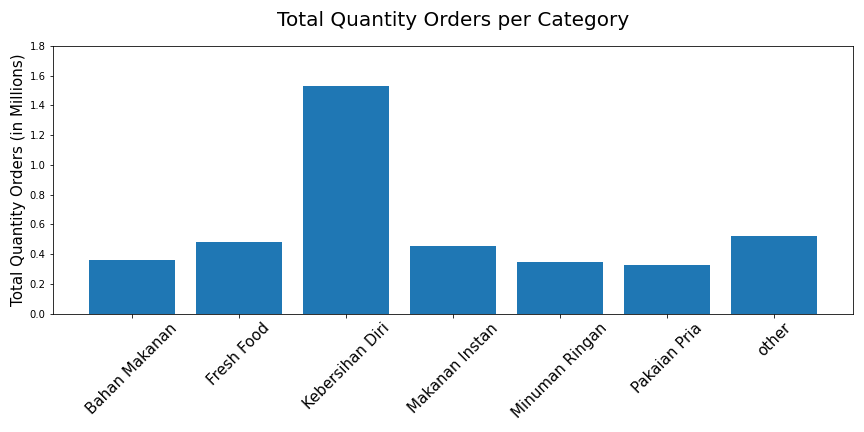 Total Quantity Orders per Category
Total Quantity Orders (in Millions)
1.8
1.6
1.4
1.2
1.0
0.8
0.6
0.4
0.2
0.0
Bahan Makanan
Fresh Food
Kebersihan Diri
Makanan Instan
Minuman Ringan
Pakaian Pria
other